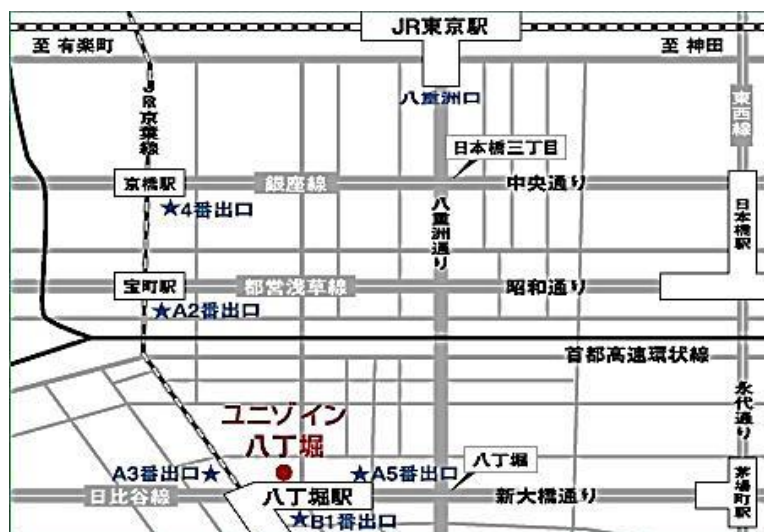 JR東京駅
至 有楽町
至 神田
八重洲口
JR京葉線
東西線
日本橋三丁目
京橋駅
銀座線
中央通り
★4番出口
八重洲通り
日本橋駅
宝町駅
都営浅草線
昭和通り
★A2番出口
首都高速環状線
永代通り
ユニゾイン
八丁堀
八丁堀
A3番出口★
★A5番出口
日比谷線
八丁堀駅
新大橋通り
茅場町駅
★B1番出口